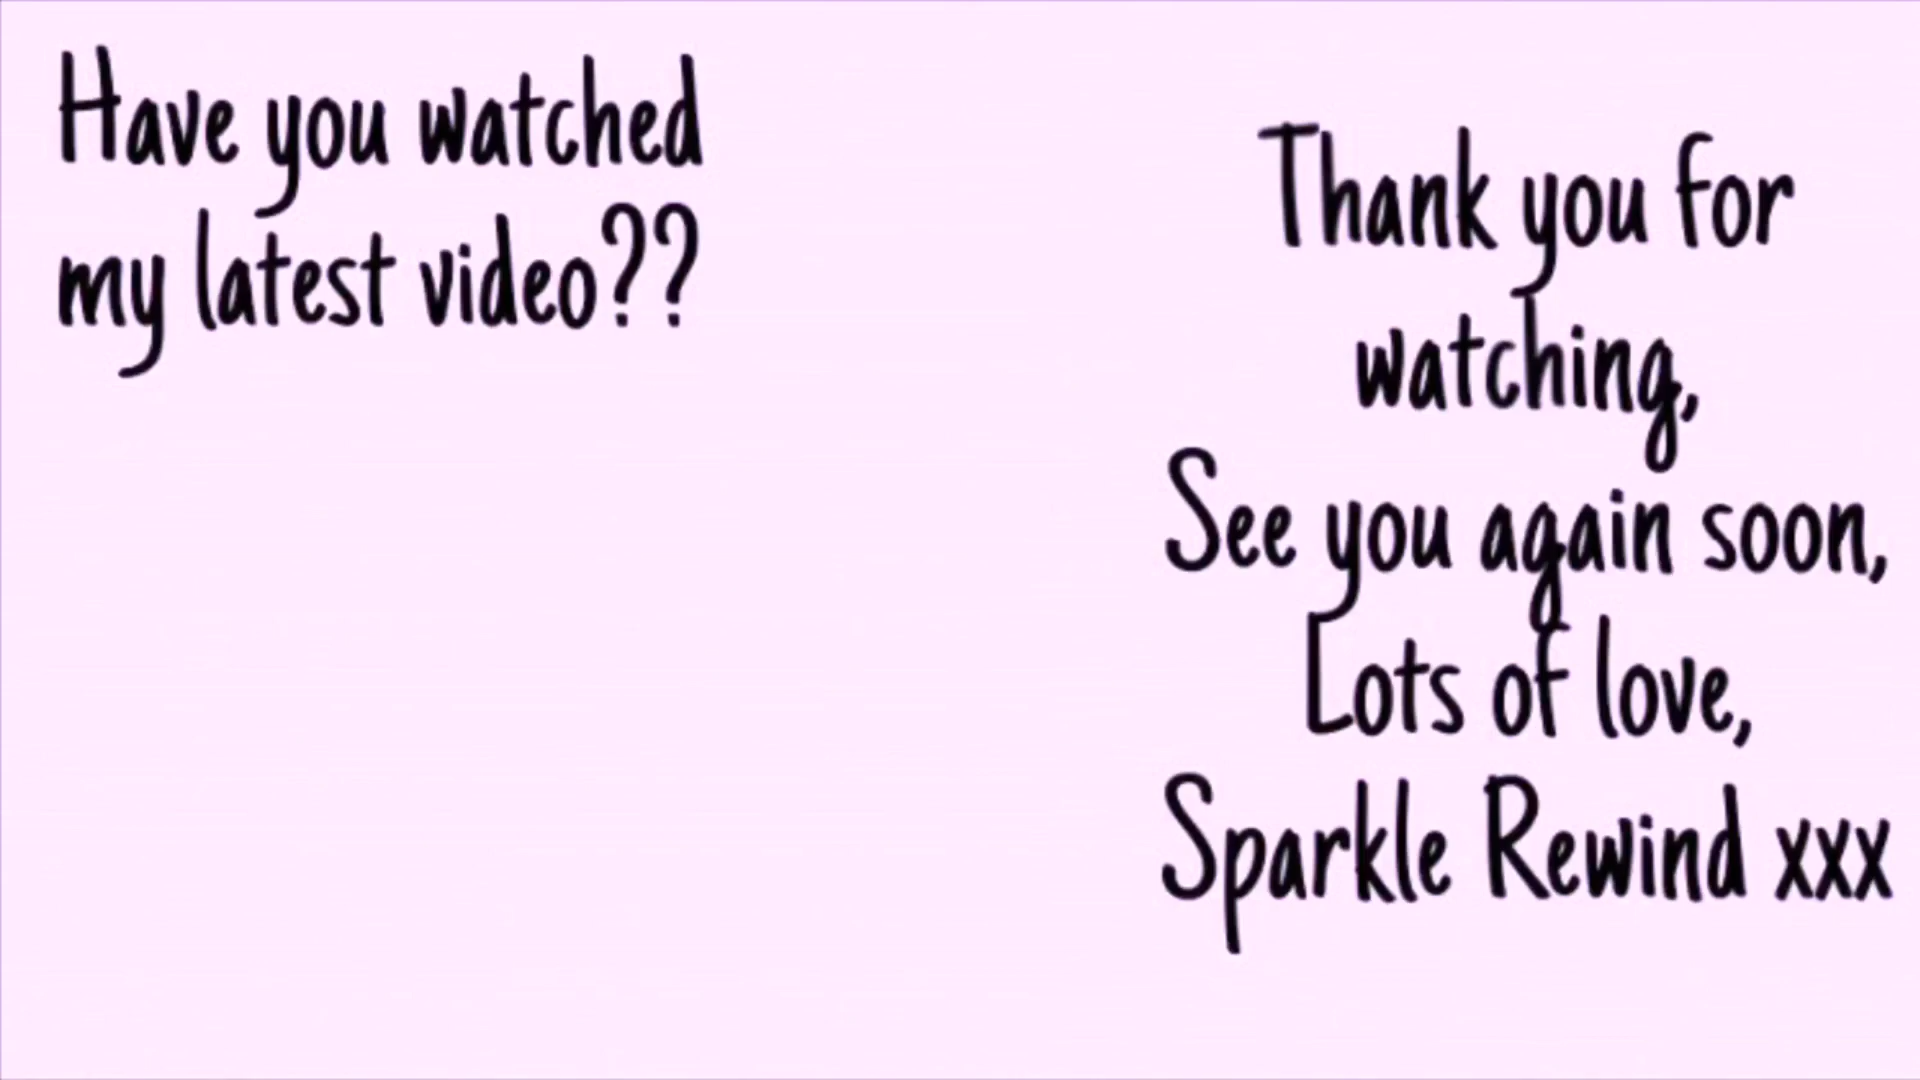 Have you watched
my latest video??
Thank you for
watching,
See you again soon,
Lots of love,
Sparkle Rewind xxx